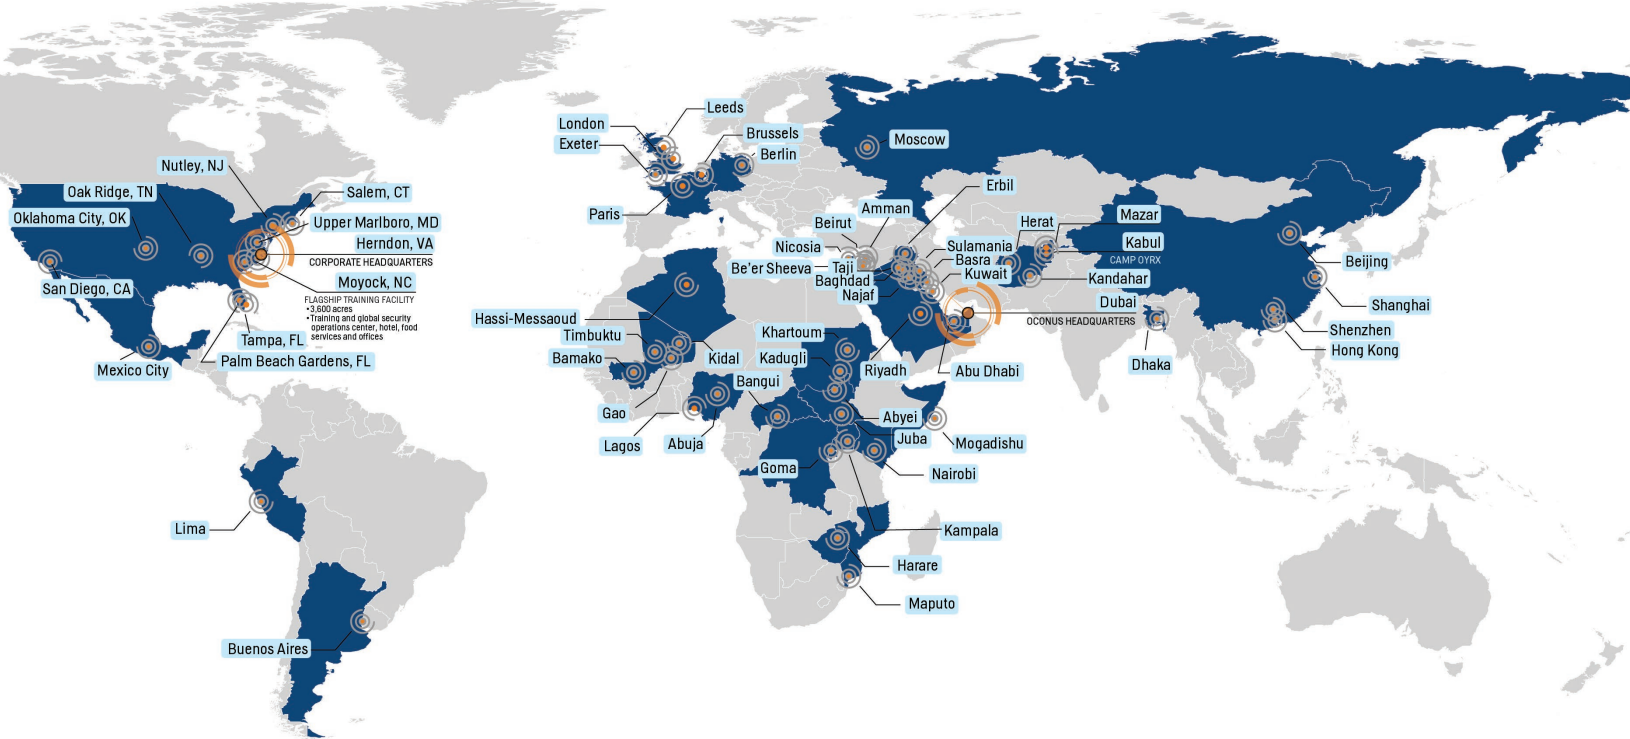 Leeds
London
Brussels
Exeter
Berlin
Moscow
Nutley, NJ
Oak Ridge, TN
Salem, CT
Erbil
Paris
Amman
Oklahoma City, OK
Upper Marlboro, MD
Beirut
Herat
Mazar
Herndon, VA
CORPORATE HEADQUARTERS
Nicosia
Sulamania
Kabul
CAMP OYRX
Be'er Sheeva
Taji
Basra
Beijing
San Diego, CA
Moyock, NC
FLAGSHIP TRAINING FACILITY
•3,600 acres
•Training and global security
operations center, hotel, food
services and offices
Baghdad
Kuwait
Kandahar
Najaf
Dubai
OCONUS HEADQUARTERS
Shanghai
Hassi-Messaoud
Timbuktu
Khartoum
Shenzhen
Tampa, FL
Hong Kong
Mexico City
Palm Beach Gardens, FL
Bamako
Kidal
Kadugli
Riyadh
Abu Dhabi
Dhaka
Bangui
Gao
Abyei
Lagos
Abuja
Juba
Mogadishu
Goma
Nairobi
Lima
Kampala
Harare
Maputo
Buenos Aires